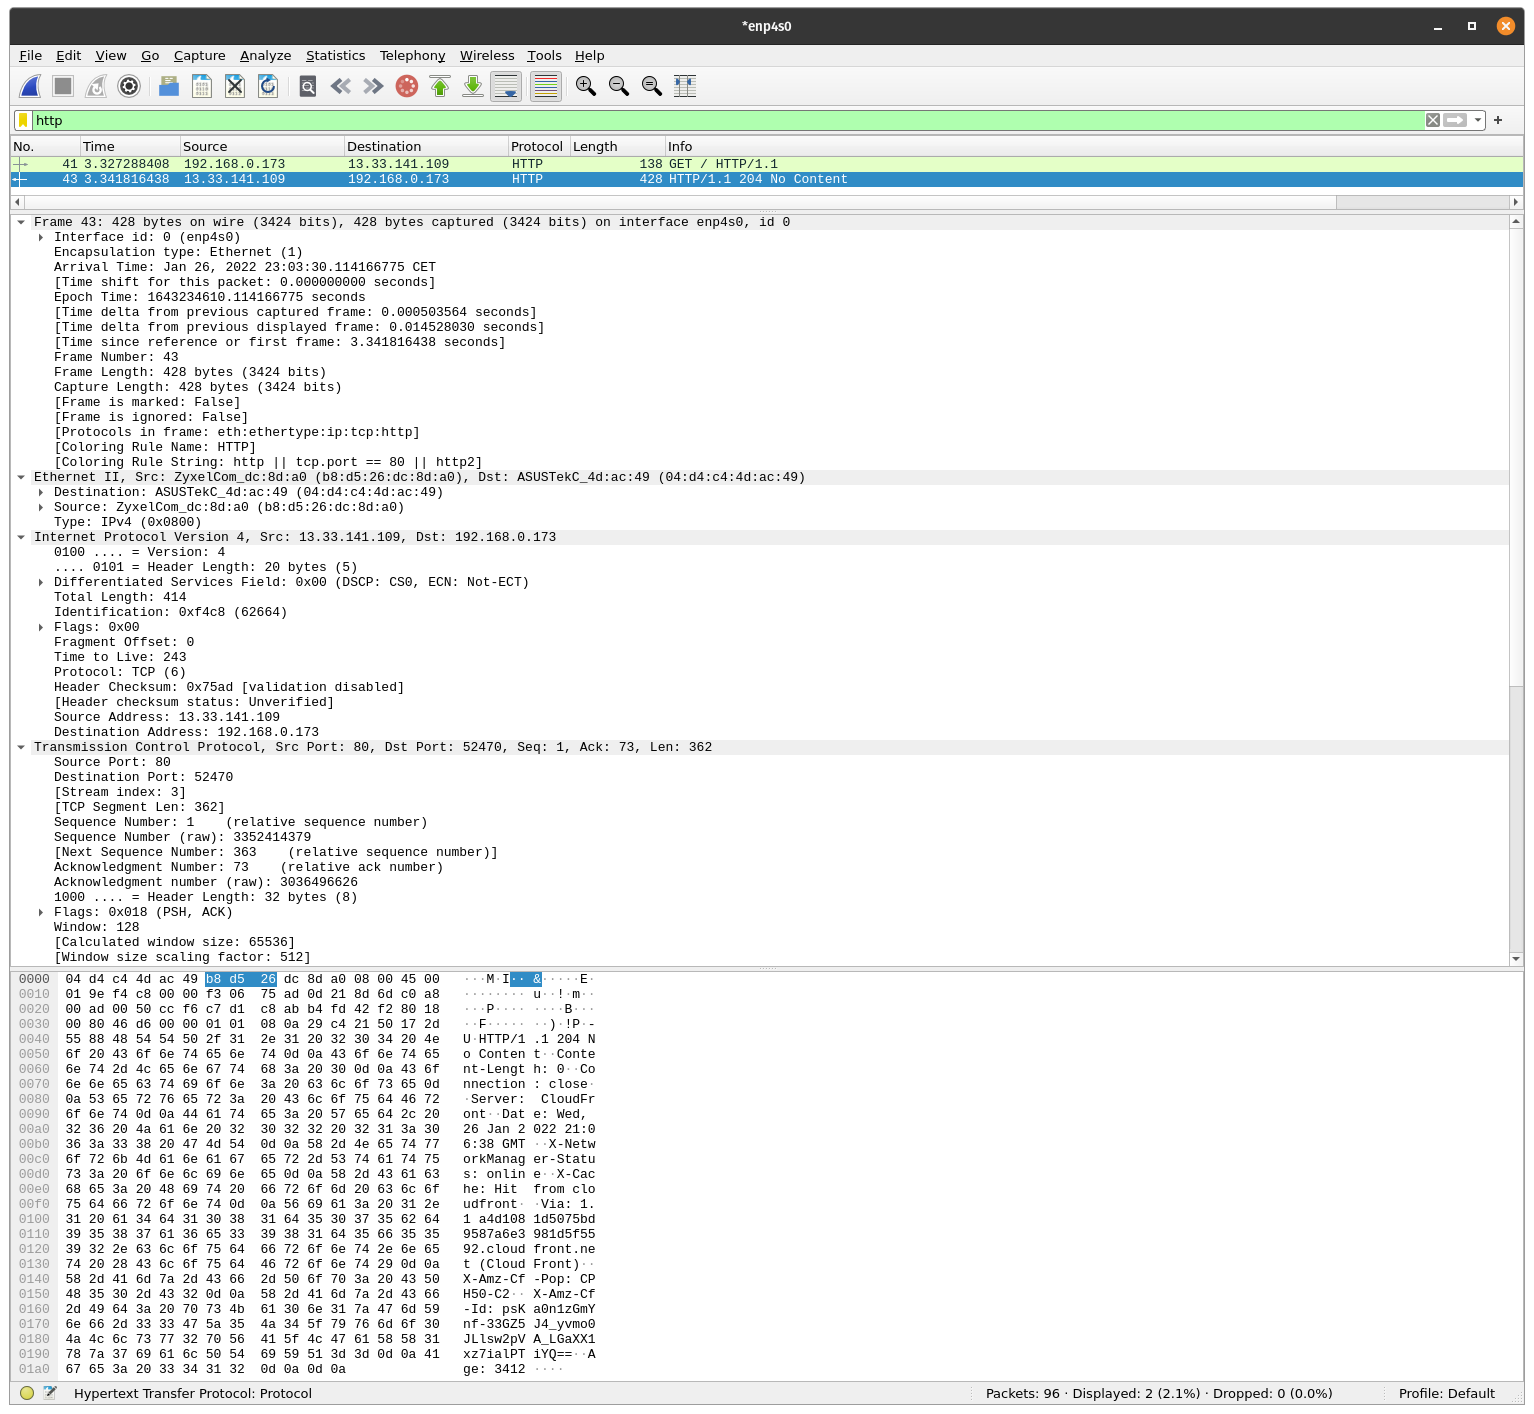 *enp4s0
File Edit View Go Capture Analyze Statistics Telephony Wireless Tools Help
http
No. Time Source Destination Protocol Length Info
41 3.327288408 192.168.0.173 13.33.141.109 HTTP 138 GET / HTTP/1.1
43 3.341816438 13.33.141.109 192.168.0.173 HTTP 428 HTTP/1.1 204 No Content
Frame 43: 428 bytes on wire (3424 bits), 428 bytes captured (3424 bits) on interface enp4s0, id 0
Interface id: 0 (enp4s0)
Encapsulation type: Ethernet (1)
Arrival Time: Jan 26, 2022 23:03:30.114166775 CET
[Time shift for this packet: 0.000000000 seconds]
Epoch Time: 1643234610.114166775 seconds
[Time delta from previous captured frame: 0.000503564 seconds]
[Time delta from previous displayed frame: 0.014528030 seconds]
[Time since reference or first frame: 3.341816438 seconds]
Frame Number: 43
Frame Length: 428 bytes (3424 bits)
Capture Length: 428 bytes (3424 bits)
[Frame is marked: False]
[Frame is ignored: False]
[Protocols in frame: eth:ethertype:ip:tcp:http]
[Coloring Rule Name: HTTP]
[Coloring Rule String: http || tcp.port == 80 || http2]
Ethernet II, Src: ZyxelCom_dc:8d:a0 (b8:d5:26:dc:8d:a0), Dst: ASUSTekC_4d:ac:49 (04:d4:c4:4d:ac:49)
Destination: ASUSTekC_4d:ac:49 (04:d4:c4:4d:ac:49)
Source: ZyxelCom_dc:8d:a0 (b8:d5:26:dc:8d:a0)
Type: IPv4 (0x0800)
Internet Protocol Version 4, Src: 13.33.141.109, Dst: 192.168.0.173
0100 .... = Version: 4
.... 0101 = Header Length: 20 bytes (5)
Differentiated Services Field: 0x00 (DSCP: CS0, ECN: Not-ECT)
Total Length: 414
Identification: 0xf4c8 (62664)
Flags: 0x00
Fragment Offset: 0
Time to Live: 243
Protocol: TCP (6)
Header Checksum: 0x75ad [validation disabled]
[Header checksum status: Unverified]
Source Address: 13.33.141.109
Destination Address: 192.168.0.173
Transmission Control Protocol, Src Port: 80, Dst Port: 52470, Seq: 1, Ack: 73, Len: 362
Source Port: 80
Destination Port: 52470
[Stream index: 3]
[TCP Segment Len: 362]
Sequence Number: 1    (relative sequence number)
Sequence Number (raw): 3352414379
[Next Sequence Number: 363    (relative sequence number)]
Acknowledgment Number: 73    (relative ack number)
Acknowledgment number (raw): 3036496626
1000 .... = Header Length: 32 bytes (8)
Flags: 0x018 (PSH, ACK)
Window: 128
[Calculated window size: 65536]
[Window size scaling factor: 512]
0000 04 d4 c4 4d ac 49 b8 d5 26 dc 8d a0 08 00 45 00 ···M·I·· &·····E·
0010 01 9e f4 c8 00 00 f3 06 75 ad 0d 21 8d 6d c0 a8 ········ u··!·m··
0020 00 ad 00 50 cc f6 c7 d1 c8 ab b4 fd 42 f2 80 18 ···P···· ····B···
0030 00 80 46 d6 00 00 01 01 08 0a 29 c4 21 50 17 2d ··F····· ··)·!P·-
0040 55 88 48 54 54 50 2f 31 2e 31 20 32 30 34 20 4e U·HTTP/1 .1 204 N
0050 6f 20 43 6f 6e 74 65 6e 74 0d 0a 43 6f 6e 74 65 o Conten t··Conte
0060 6e 74 2d 4c 65 6e 67 74 68 3a 20 30 0d 0a 43 6f nt-Lengt h: 0··Co
0070 6e 6e 65 63 74 69 6f 6e 3a 20 63 6c 6f 73 65 0d nnection : close·
0080 0a 53 65 72 76 65 72 3a 20 43 6c 6f 75 64 46 72 ·Server:  CloudFr
0090 6f 6e 74 0d 0a 44 61 74 65 3a 20 57 65 64 2c 20 ont··Dat e: Wed,
00a0 32 36 20 4a 61 6e 20 32 30 32 32 20 32 31 3a 30 26 Jan 2 022 21:0
00b0 36 3a 33 38 20 47 4d 54 0d 0a 58 2d 4e 65 74 77 6:38 GMT ··X-Netw
00c0 6f 72 6b 4d 61 6e 61 67 65 72 2d 53 74 61 74 75 orkManag er-Statu
00d0 73 3a 20 6f 6e 6c 69 6e 65 0d 0a 58 2d 43 61 63 s: onlin e··X-Cac
00e0 68 65 3a 20 48 69 74 20 66 72 6f 6d 20 63 6c 6f he: Hit  from clo
00f0 75 64 66 72 6f 6e 74 0d 0a 56 69 61 3a 20 31 2e udfront· ·Via: 1.
0100 31 20 61 34 64 31 30 38 31 64 35 30 37 35 62 64 1 a4d108 1d5075bd
0110 39 35 38 37 61 36 65 33 39 38 31 64 35 66 35 35 9587a6e3 981d5f55
0120 39 32 2e 63 6c 6f 75 64 66 72 6f 6e 74 2e 6e 65 92.cloud front.ne
0130 74 20 28 43 6c 6f 75 64 46 72 6f 6e 74 29 0d 0a t (Cloud Front)··
0140 58 2d 41 6d 7a 2d 43 66 2d 50 6f 70 3a 20 43 50 X-Amz-Cf -Pop: CP
0150 48 35 30 2d 43 32 0d 0a 58 2d 41 6d 7a 2d 43 66 H50-C2·· X-Amz-Cf
0160 2d 49 64 3a 20 70 73 4b 61 30 6e 31 7a 47 6d 59 -Id: psK a0n1zGmY
0170 6e 66 2d 33 33 47 5a 35 4a 34 5f 79 76 6d 6f 30 nf-33GZ5 J4_yvmo0
0180 4a 4c 6c 73 77 32 70 56 41 5f 4c 47 61 58 58 31 JLlsw2pV A_LGaXX1
0190 78 7a 37 69 61 6c 50 54 69 59 51 3d 3d 0d 0a 41 xz7ialPT iYQ==··A
01a0 67 65 3a 20 33 34 31 32 0d 0a 0d 0a ge: 3412 ····
Hypertext Transfer Protocol: Protocol Packets: 96 · Displayed: 2 (2.1%) · Dropped: 0 (0.0%) Profile: Default